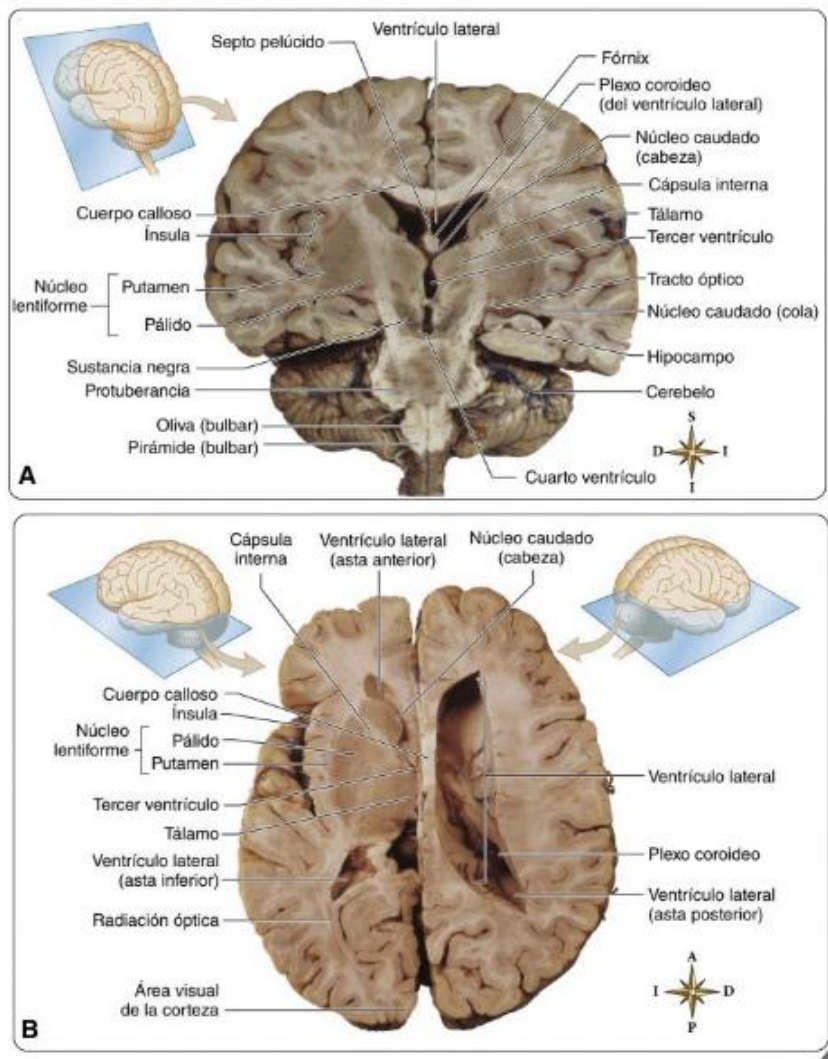 Ventrículo lateral
Septo pelúcido
Fórnix
Plexo coroideo
(del ventrículo lateral)
Núcleo caudado
(cabeza)
Cápsula interna
Tálamo
Tercer ventrículo
Tracto óptico
Núcleo caudado (cola)
Hipocampo
Cerebelo
Cuarto ventrículo
Cuerpo calloso
Ínsula
Núcleo
lentiforme
Putamen
Pálido
Sustancia negra
Protuberancia
Oliva (bulbar)
Pirámide (bulbar)
S
D
I
I
A
Cápsula
interna
Ventrículo lateral
(asta anterior)
Núcleo caudado
(cabeza)
Cuerpo calloso
Ínsula
Núcleo
lentiforme
Pálido
Putamen
Tercer ventrículo
Tálamo
Ventrículo lateral
(asta inferior)
Radiación óptica
Área visual
de la corteza
Ventrículo lateral
Plexo coroideo
Ventrículo lateral
(asta posterior)
A
I
D
P
B